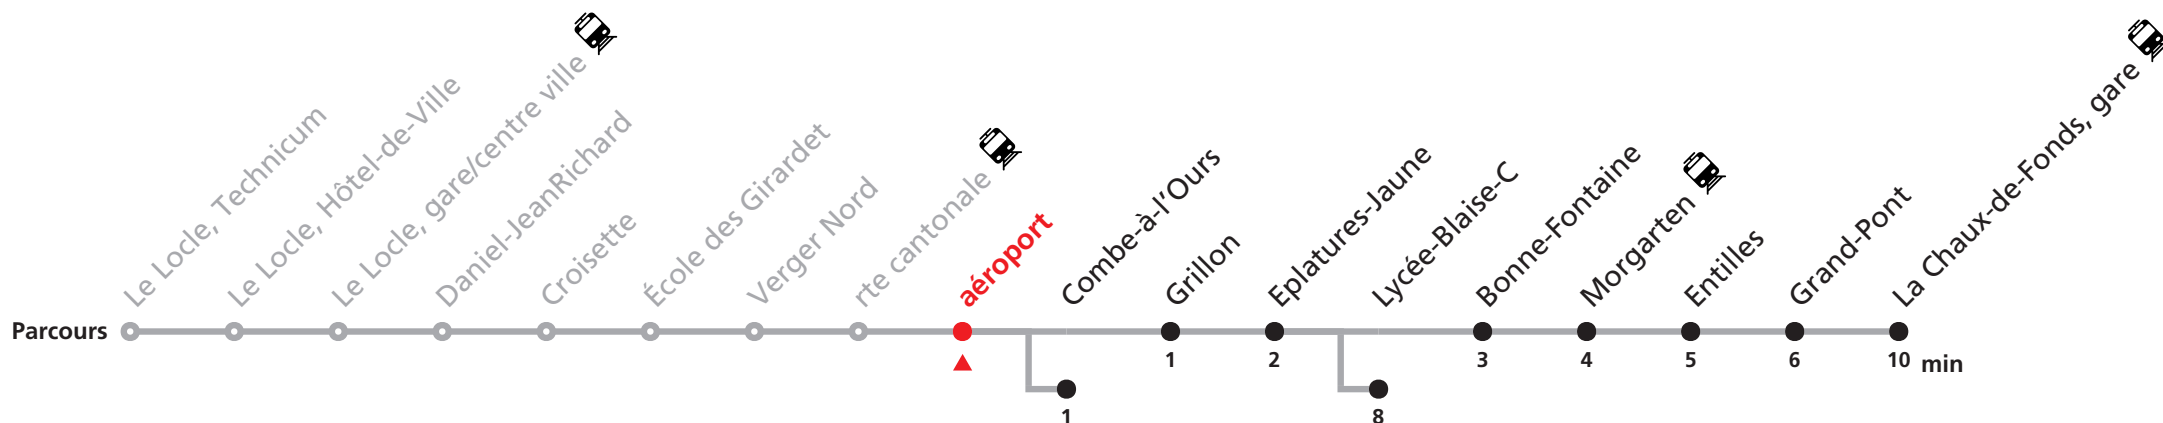 Le Locle, Technicum
Le Locle, Hôtel-de-Ville
Le Locle, gare/centre ville
Daniel-JeanRichard
Croisette
École des Girardet
Verger Nord
rte cantonale
aéroport
Combe-à-l'Ours
Grillon
Eplatures-Jaune
Lycée-Blaise-C
Bonne-Fontaine
Morgarten
Entilles
Grand-Pont
La Chaux-de-Fonds, gare
Parcours
1 2 3 4 5 6 10 min
1 8